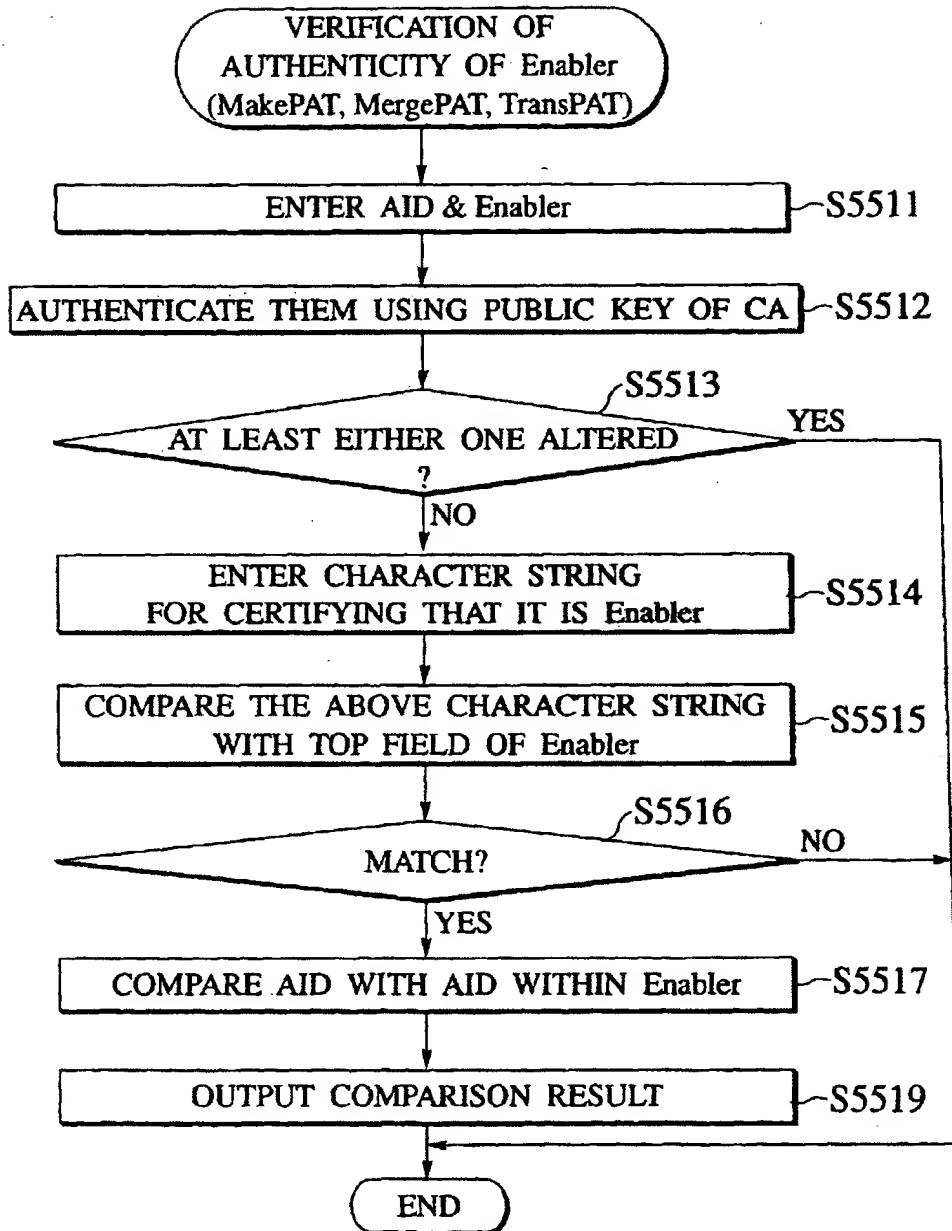 VERIFICATION OF
AUTHENTICITY OF Enabler
(MakePAT, MergePAT, TransPAT)
ENTER AID & Enabler
S5511
AUTHENTICATE THEM USING PUBLIC KEY OF CA
S5512
S5513
AT LEAST EITHER ONE ALTERED
?
YES
NO
ENTER CHARACTER STRING
FOR CERTIFYING THAT IT IS Enabler
S5514
COMPARE THE ABOVE CHARACTER STRING
WITH TOP FIELD OF Enabler
S5515
S5516
MATCH?
NO
YES
COMPARE AID WITH AID WITHIN Enabler
S5517
OUTPUT COMPARISON RESULT
S5519
END